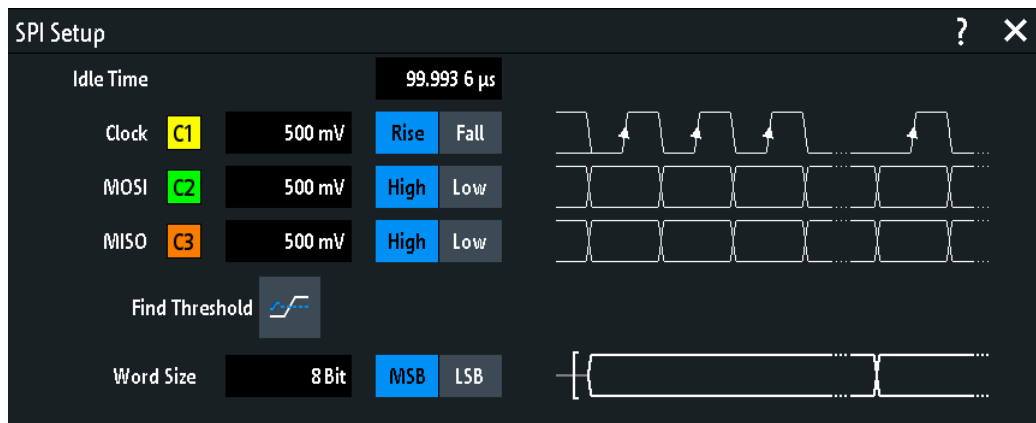 SPI Setup ? ×
Idle Time 99.993 6 µs
Clock C1 500 mV Rise Fall
MOSI C2 500 mV High Low
MISO C3 500 mV High Low
Find Threshold
Word Size 8 Bit MSB LSB